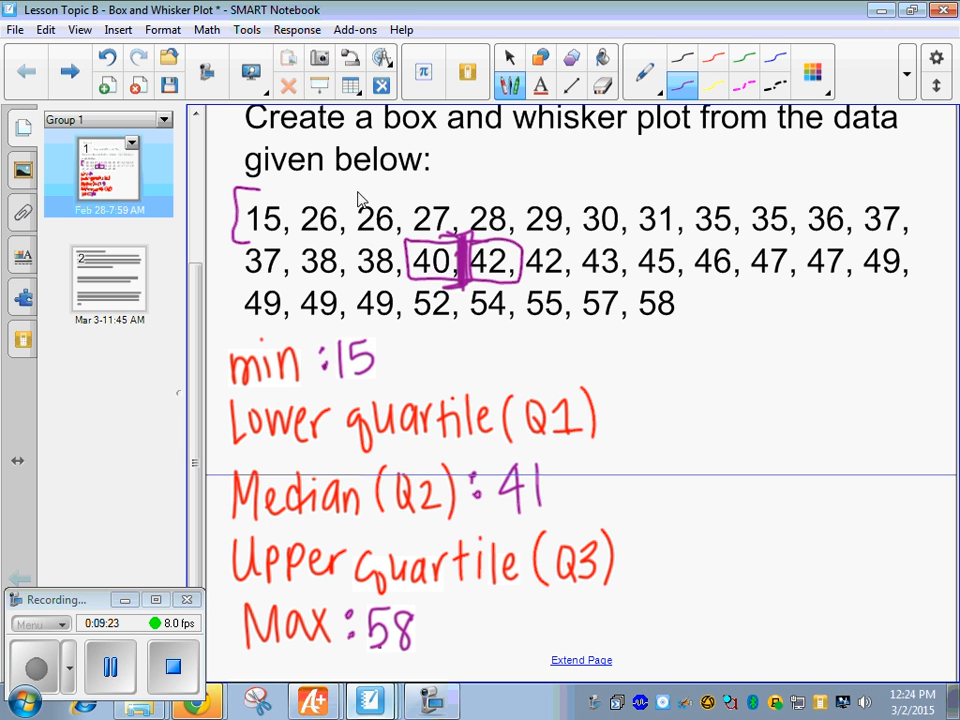 Lesson Topic B - Box and Whisker Plot * - SMART Notebook
File Edit View Insert Format Math Tools Response Add-ons Help
Group 1
1
Feb 28-7:59 AM
2
Mar 3-11:45 AM
Create a box and whisker plot from the data
given below:
15, 26, 26, 27, 28, 29, 30, 31, 35, 35, 36, 37,
37, 38, 38, 40, 42, 42, 43, 45, 46, 47, 47, 49,
49, 49, 49, 52, 54, 55, 57, 58
min :15
Lower quartile (Q1)
Median (Q2) : 41
Upper quartile (Q3)
Max : 58
Extend Page
Recording...
Menu
0:09:23
8.0 fps
A+
12:24 PM
3/2/2015